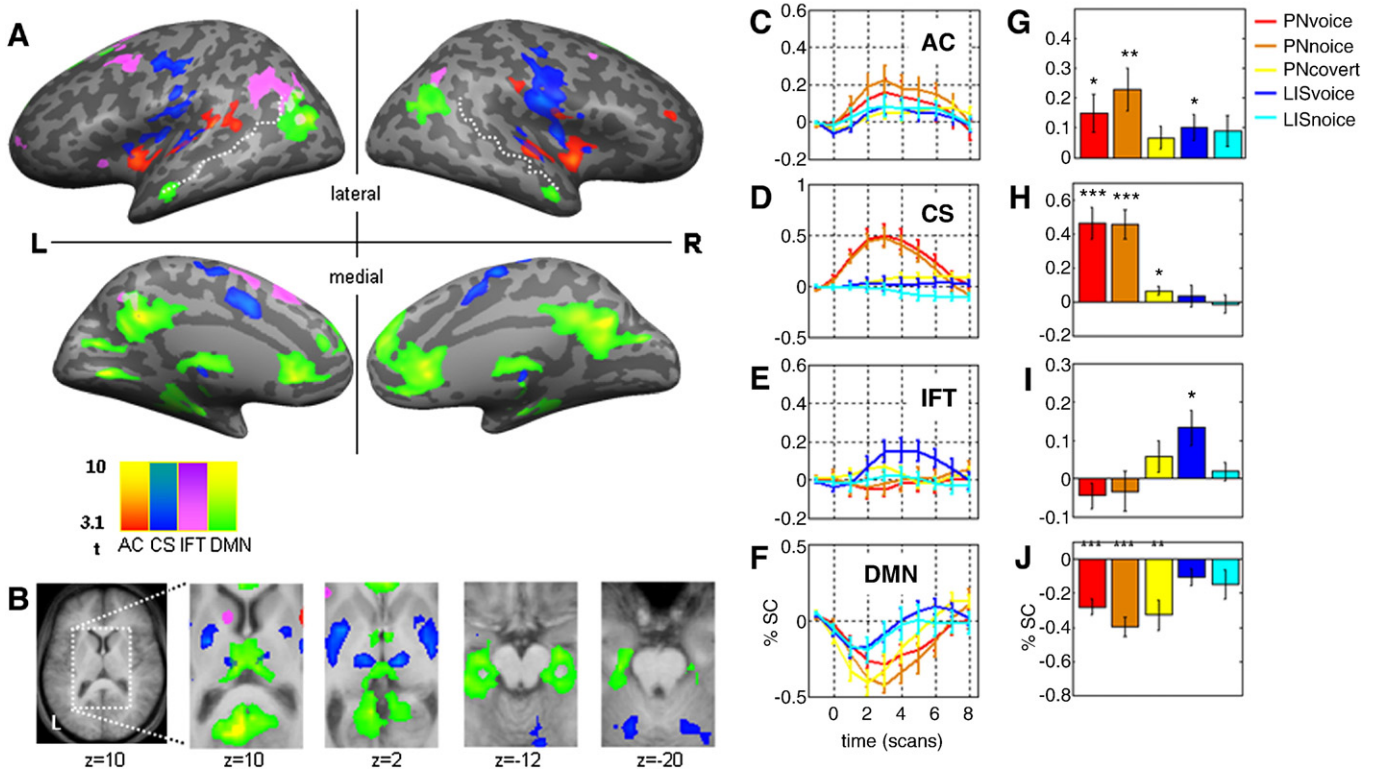 A
lateral
L
R
medial
10
3.1
t
AC CS IFT DMN
B
L
z=10
z=10
z=2
z=-12
z=-20
C
AC
0.6
0.4
0.2
0
-0.2
D
CS
1
0.5
0
-0.5
E
IFT
0.6
0.4
0.2
0
-0.2
F
DMN
0.5
0
-0.5
% SC
0 2 4 6 8
time (scans)
G
0.4
0.3
0.2
0.1
0
* ** *
PNvoice
PNnoice
PNcovert
LISvoice
LISnoice
H
0.6
0.4
0.2
0
-0.2
*** *** *
I
0.3
0.2
0.1
0
-0.1
*
J
*** *** **
0
-0.2
-0.4
-0.6
-0.8
% SC